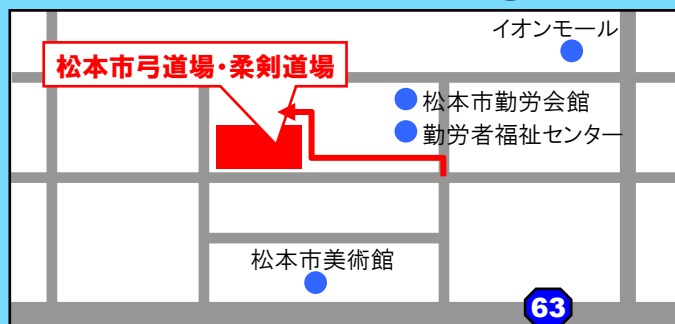 イオンモール
松本市弓道場・柔剣道場
松本市勤労会館
勤労者福祉センター
松本市美術館
63